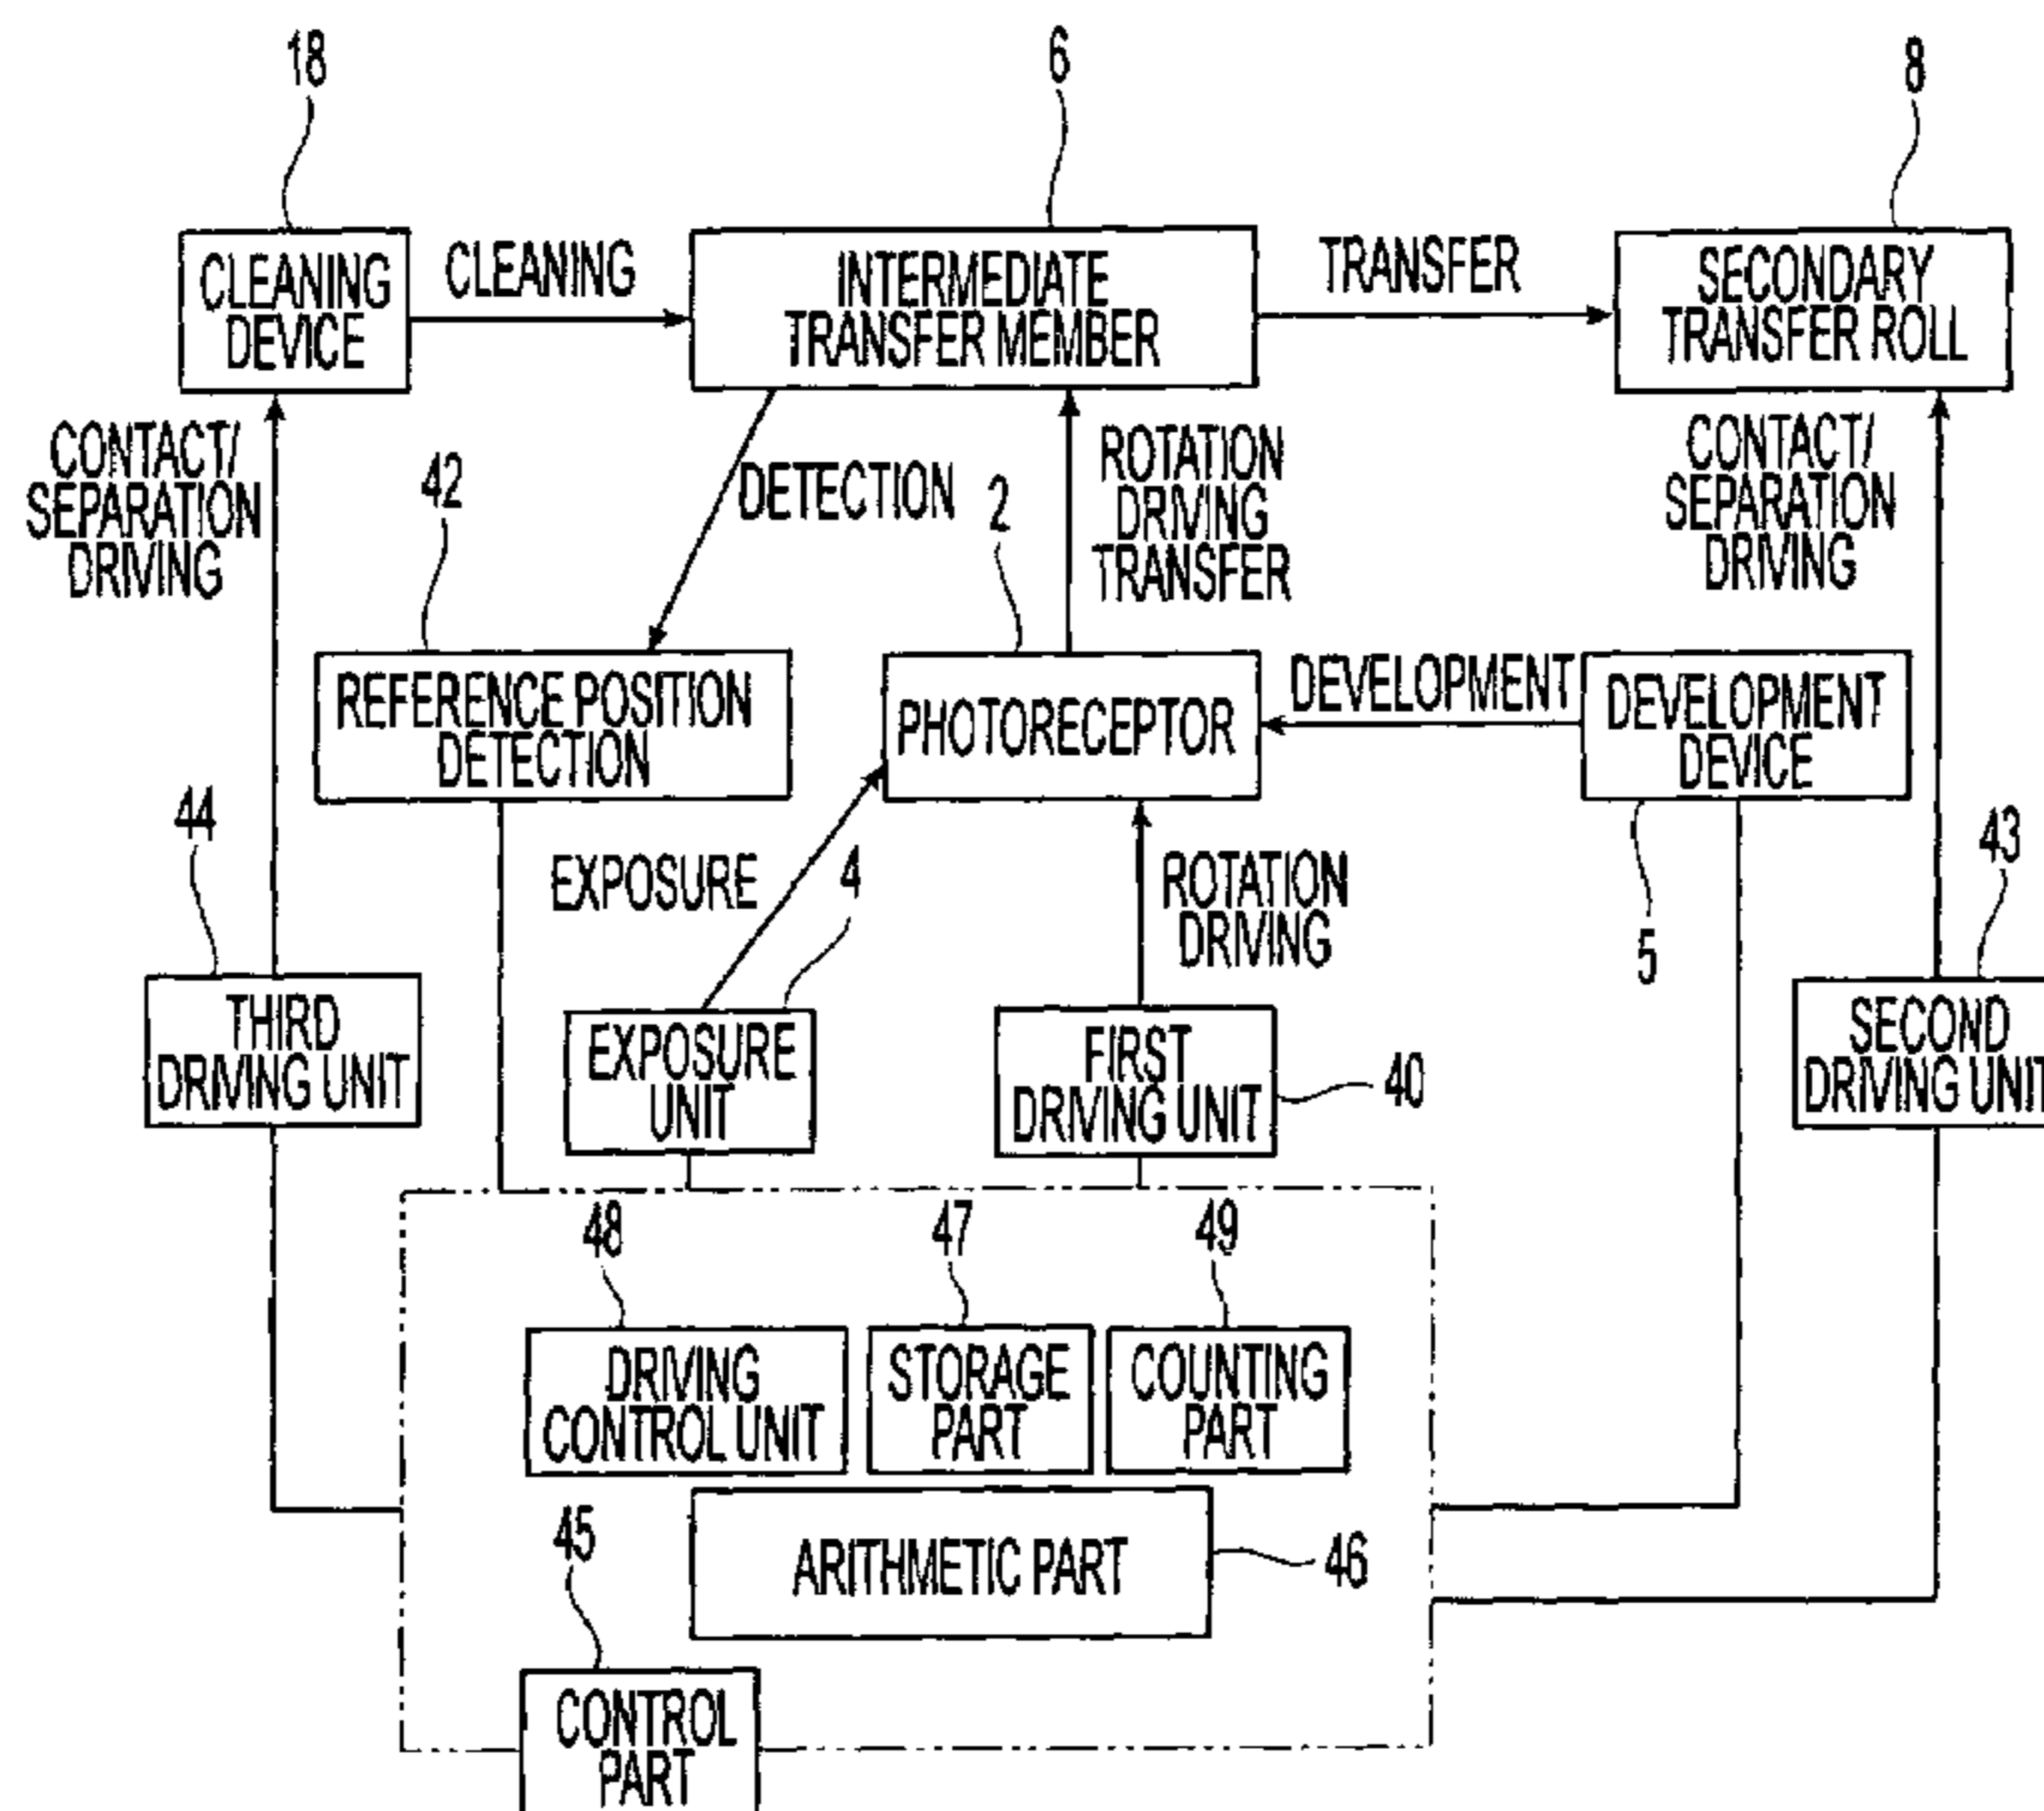 18
6
8
CLEANING
DEVICE
CLEANING
INTERMEDIATE
TRANSFER MEMBER
TRANSFER
SECONDARY
TRANSFER ROLL
CONTACT/
SEPARATION
DRIVING
42
DETECTION
2
ROTATION
DRIVING
TRANSFER
CONTACT/
SEPARATION
DRIVING
REFERENCE POSITION
DETECTION
PHOTORECEPTOR
DEVELOPMENT
DEVELOPMENT
DEVICE
44
EXPOSURE
4
ROTATION
DRIVING
5
43
THIRD
DRIVING UNIT
EXPOSURE
UNIT
FIRST
DRIVING UNIT
40
SECOND
DRIVING UNIT
48
47
49
DRIVING
CONTROL UNIT
STORAGE
PART
COUNTING
PART
45
ARITHMETIC PART
46
CONTROL
PART